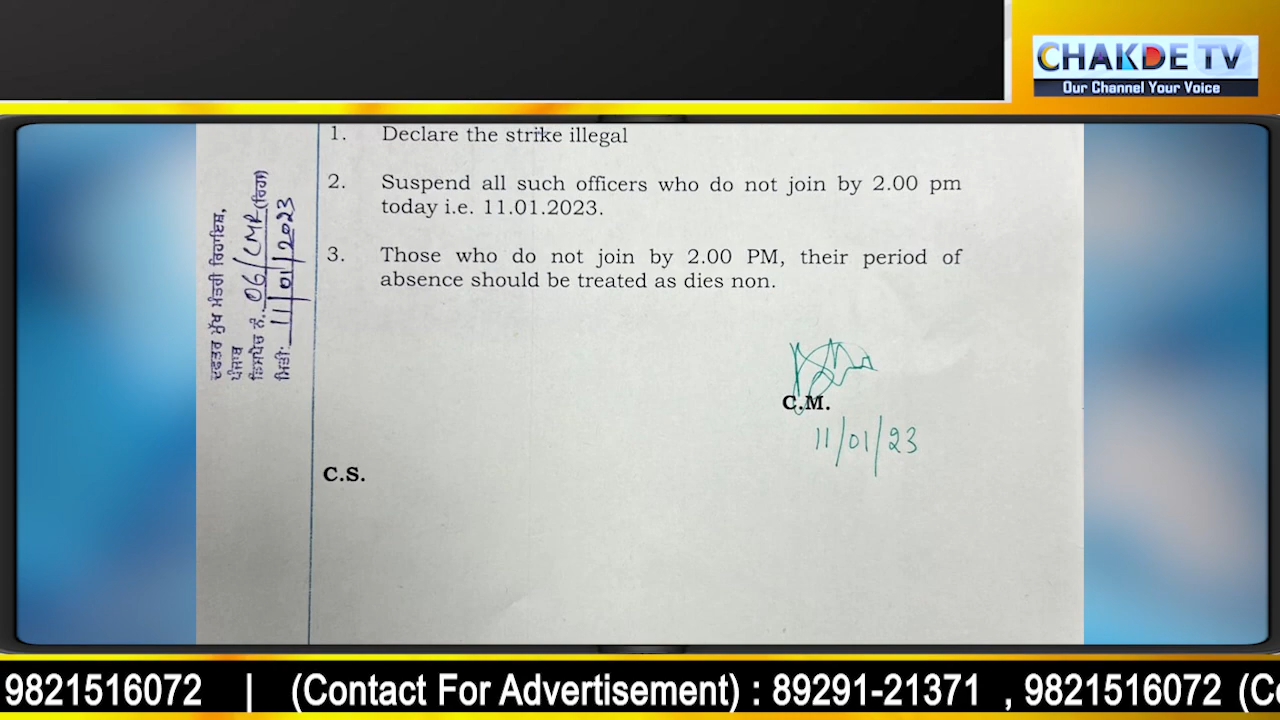 CHAKDE TV
Our Channel Your Voice
1. Declare the strike illegal
2. Suspend all such officers who do not join by 2.00 pm
today i.e. 11.01.2023.
3. Those who do not join by 2.00 PM, their period of
absence should be treated as dies non.
ਦਫਤਰ ਮੁੱਖ ਮੰਤਰੀ ਰਿਹਾਇਸ਼,
ਪੰਜਾਬ
ਡਿਸਪੈਚ ਨੰ. 06/CMR(ਰਿਹਾ)
ਮਿਤੀ: 11/01/2023
C.M.
11/01/23
C.S.
9821516072 | (Contact For Advertisement) : 89291-21371 , 9821516072 (Co